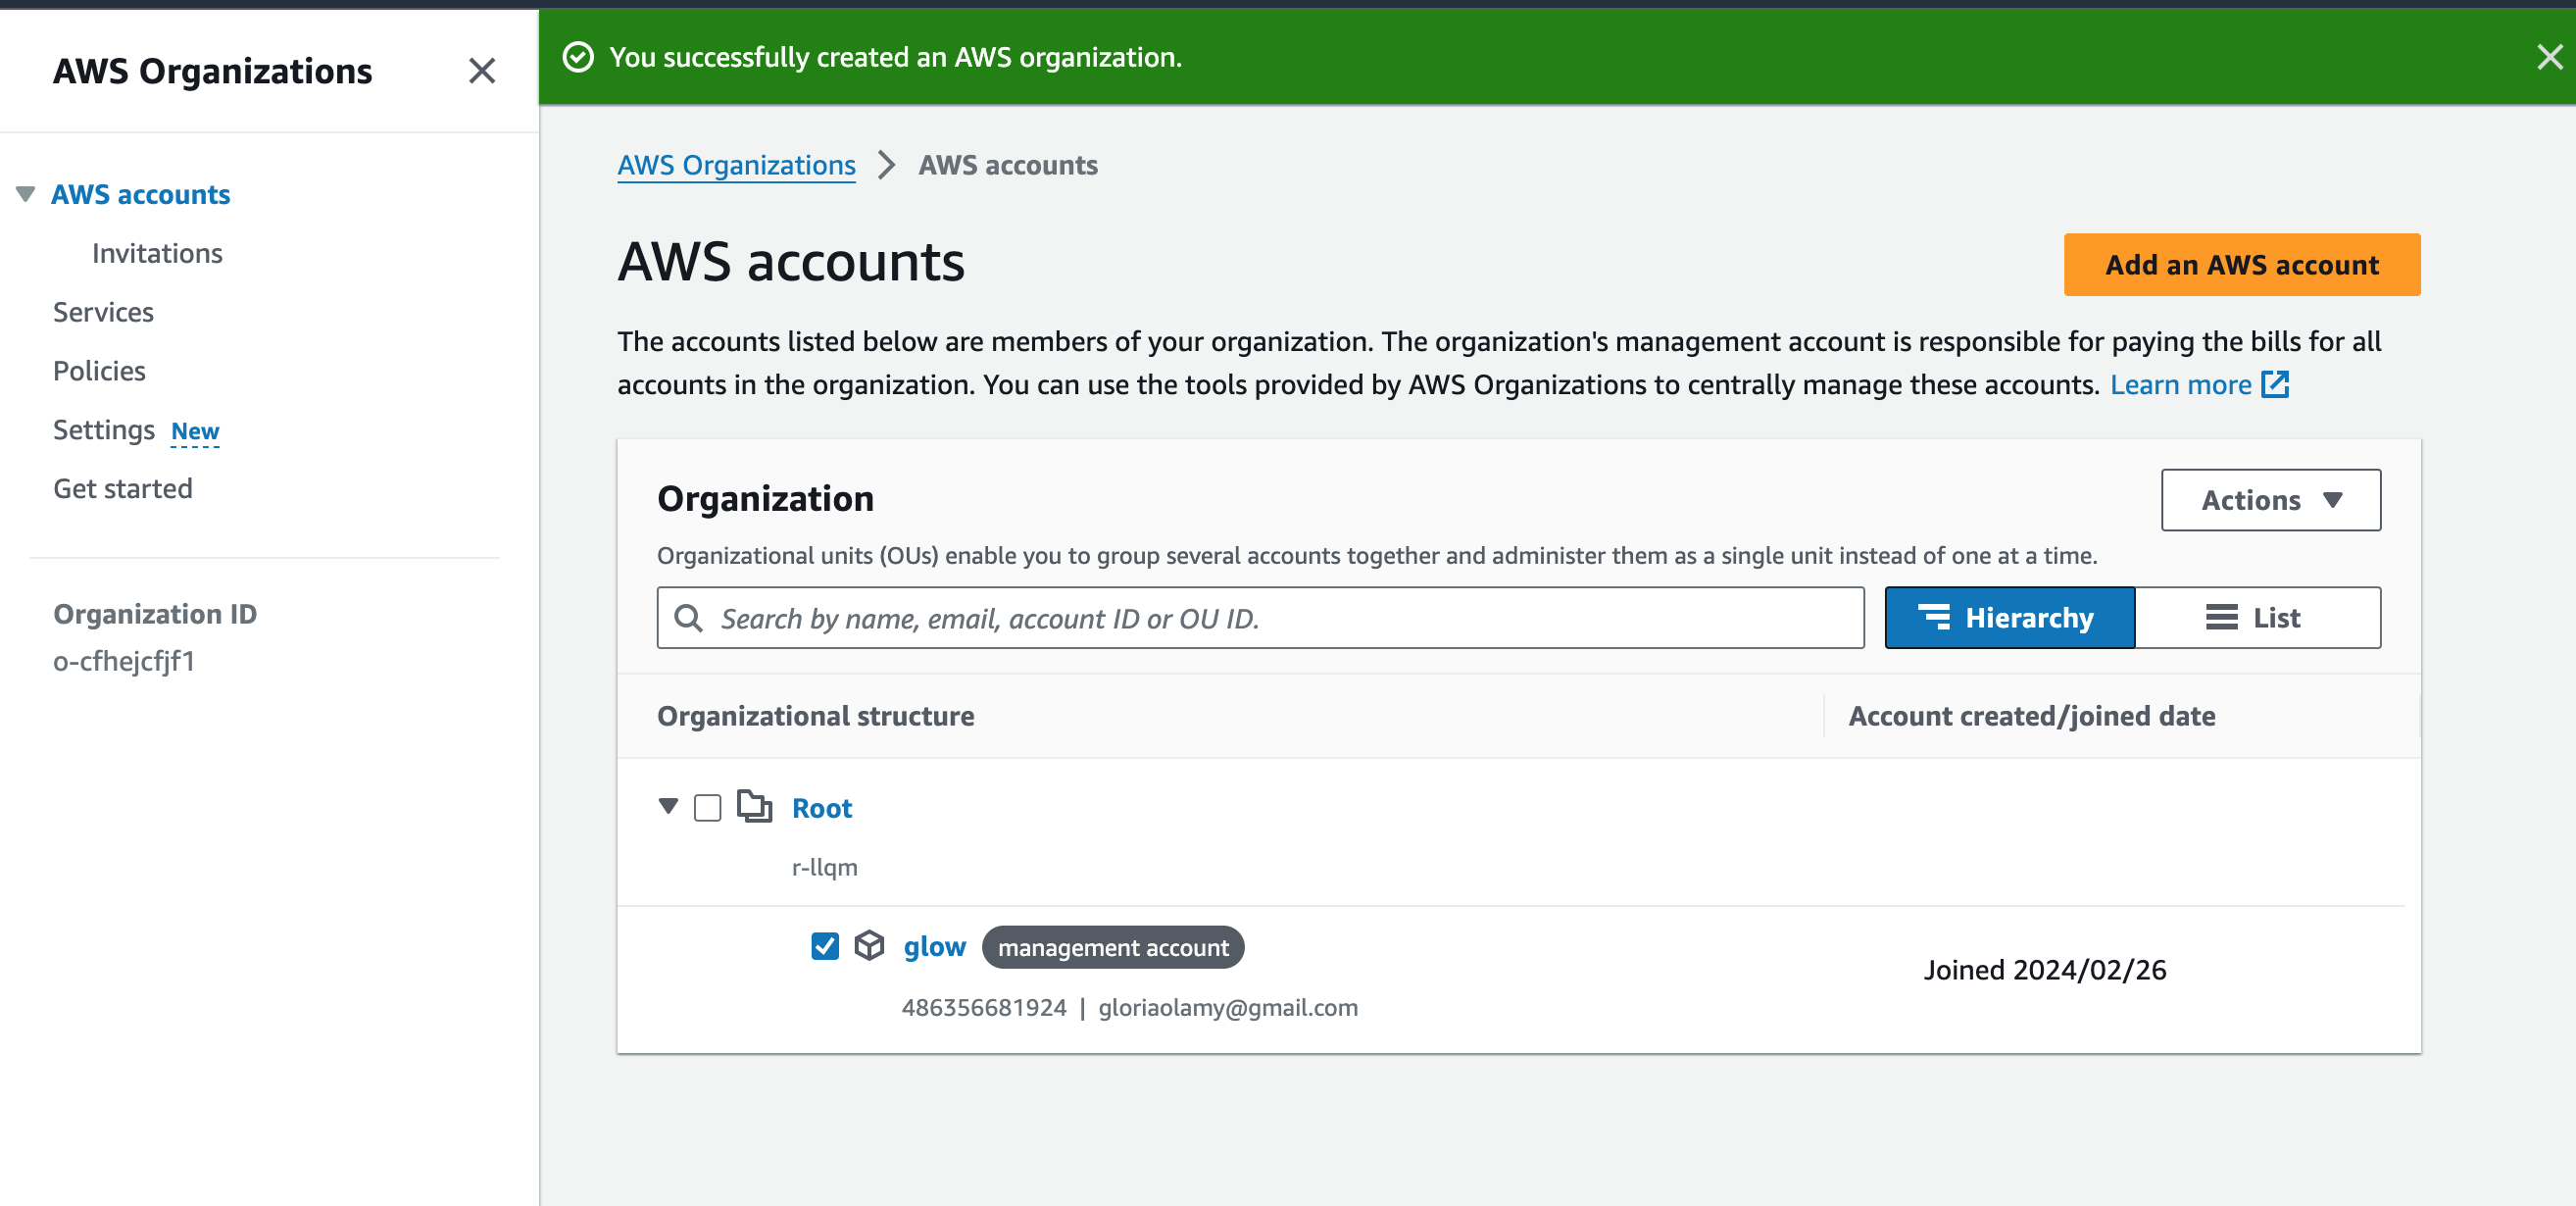 AWS Organizations
You successfully created an AWS organization.
AWS accounts
Invitations
Services
Policies
Settings New
Get started
Organization ID
o-cfhejcfjf1
AWS Organizations > AWS accounts
AWS accounts
Add an AWS account
The accounts listed below are members of your organization. The organization's management account is responsible for paying the bills for all
accounts in the organization. You can use the tools provided by AWS Organizations to centrally manage these accounts. Learn more
Organization
Actions
Organizational units (OUs) enable you to group several accounts together and administer them as a single unit instead of one at a time.
Search by name, email, account ID or OU ID.
Hierarchy
List
Organizational structure
Account created/joined date
Root
r-llqm
glow management account
Joined 2024/02/26
486356681924 | gloriaolamy@gmail.com